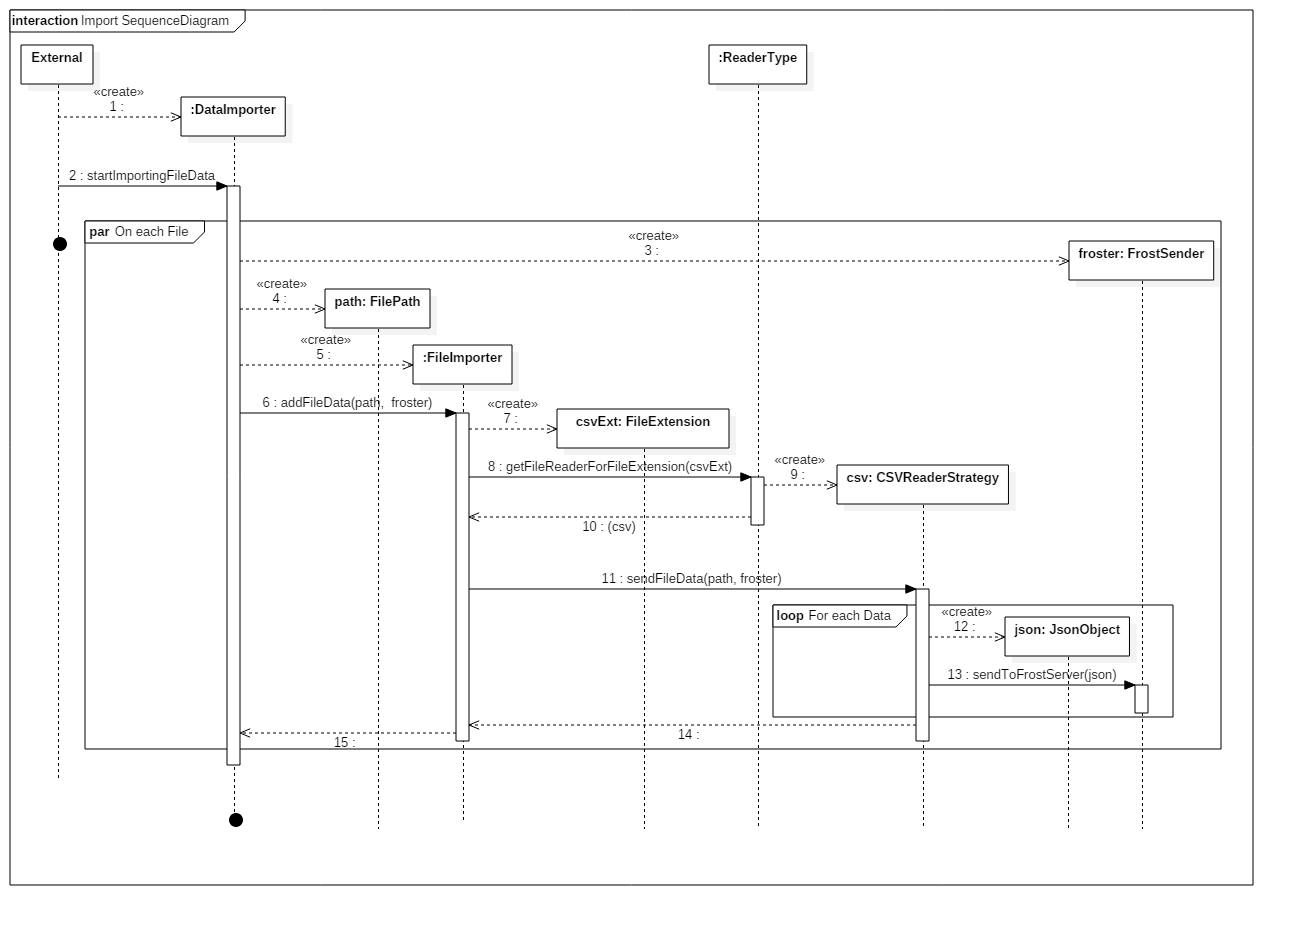 interaction Import SequenceDiagram
External
:ReaderType
«create»
1 :
:DataImporter
2 : startImportingFileData
par On each File
«create»
3 :
froster: FrostSender
«create»
4 :
path: FilePath
«create»
5 :
:FileImporter
6 : addFileData(path, froster)
«create»
7 :
csvExt: FileExtension
8 : getFileReaderForFileExtension(csvExt)
«create»
9 :
csv: CSVReaderStrategy
10 : (csv)
11 : sendFileData(path, froster)
loop For each Data
«create»
12 :
json: JsonObject
13 : sendToFrostServer(json)
14 :
15 :